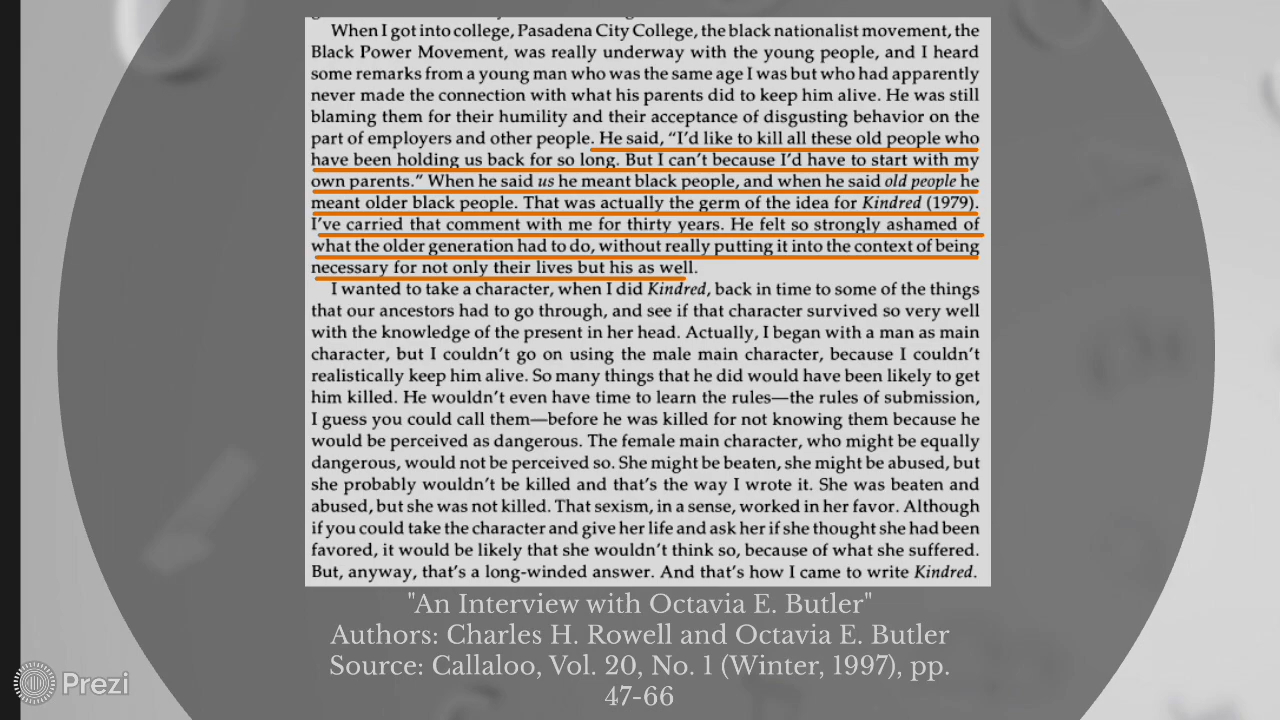 When I got into college, Pasadena City College, the black nationalist movement, the
Black Power Movement, was really underway with the young people, and I heard
some remarks from a young man who was the same age I was but who had apparently
never made the connection with what his parents did to keep him alive. He was still
blaming them for their humility and their acceptance of disgusting behavior on the
part of employers and other people. He said, “I’d like to kill all these old people who
have been holding us back for so long. But I can’t because I’d have to start with my
own parents.” When he said us he meant black people, and when he said old people he
meant older black people. That was actually the germ of the idea for Kindred (1979).
I’ve carried that comment with me for thirty years. He felt so strongly ashamed of
what the older generation had to do, without really putting it into the context of being
necessary for not only their lives but his as well.
I wanted to take a character, when I did Kindred, back in time to some of the things
that our ancestors had to go through, and see if that character survived so very well
with the knowledge of the present in her head. Actually, I began with a man as main
character, but I couldn’t go on using the male main character, because I couldn’t
realistically keep him alive. So many things that he did would have been likely to get
him killed. He wouldn’t even have time to learn the rules—the rules of submission,
I guess you could call them—before he was killed for not knowing them because he
would be perceived as dangerous. The female main character, who might be equally
dangerous, would not be perceived so. She might be beaten, she might be abused, but
she probably wouldn’t be killed and that’s the way I wrote it. She was beaten and
abused, but she was not killed. That sexism, in a sense, worked in her favor. Although
if you could take the character and give her life and ask her if she thought she had been
favored, it would be likely that she wouldn’t think so, because of what she suffered.
But, anyway, that’s a long-winded answer. And that’s how I came to write Kindred.
"An Interview with Octavia E. Butler"
Authors: Charles H. Rowell and Octavia E. Butler
Source: Callaloo, Vol. 20, No. 1 (Winter, 1997), pp.
47-66
Prezi